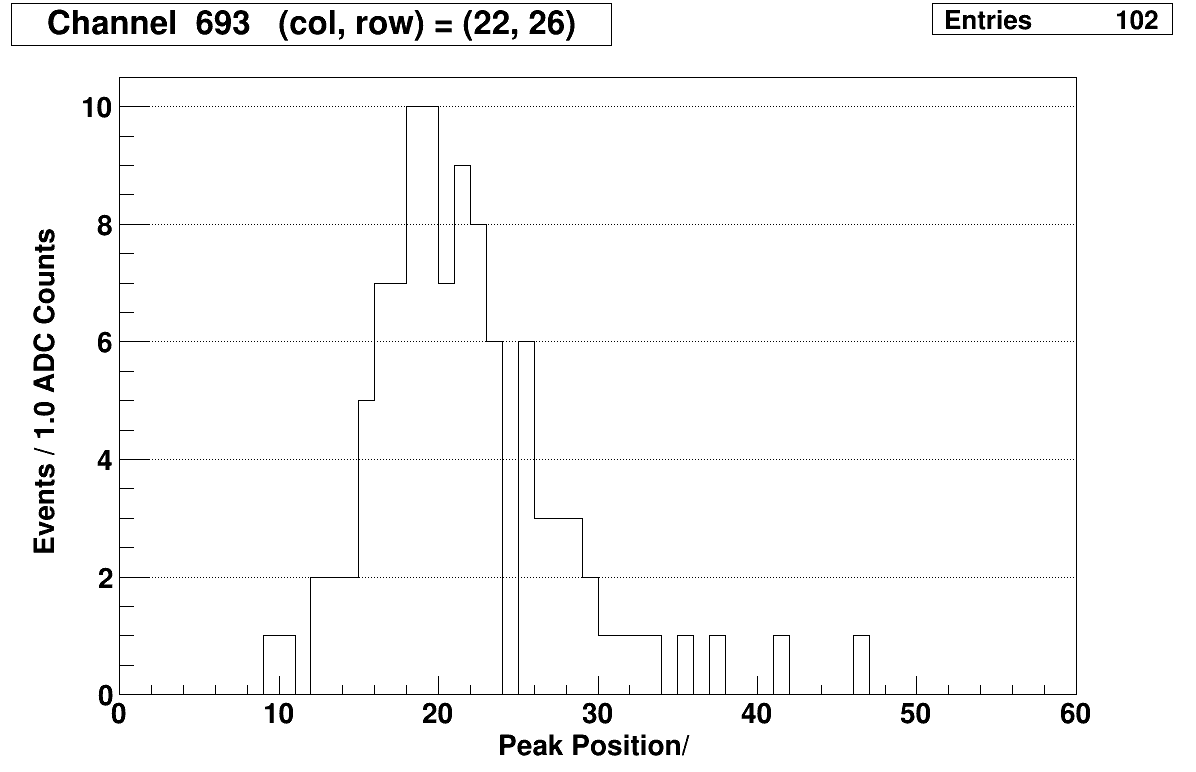 Channel 693 (col, row) = (22, 26)
Entries 102
10
8
6
4
2
0
Events / 1.0 ADC Counts
0 10 20 30 40 50 60
Peak Position/